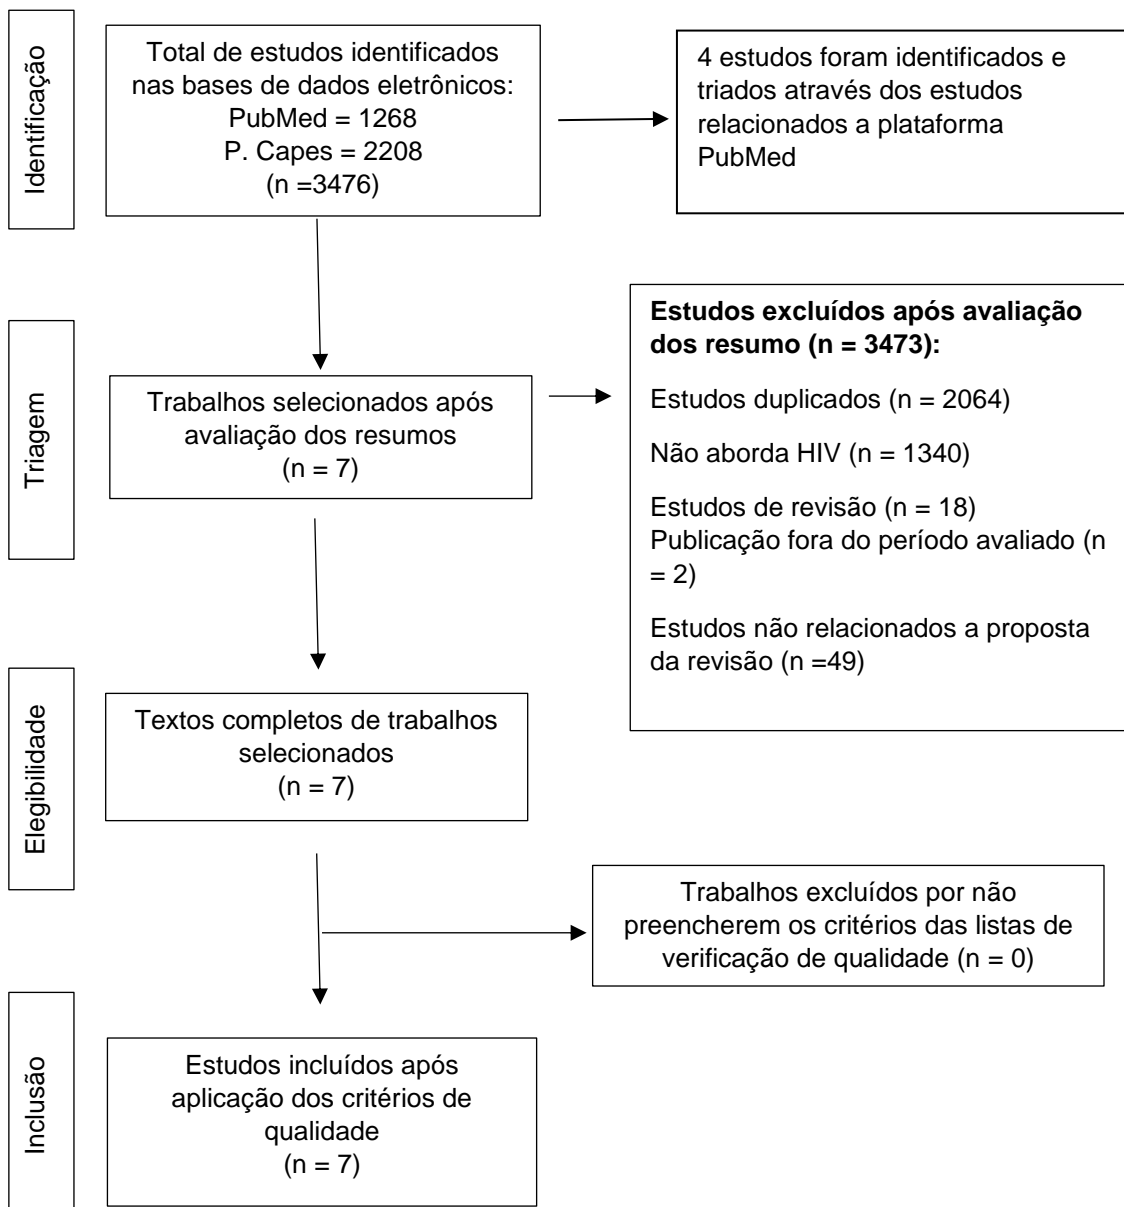 Identificação
Total de estudos identificados
nas bases de dados eletrônicos:
PubMed = 1268
P. Capes = 2208
(n =3476)
4 estudos foram identificados e
triados através dos estudos
relacionados a plataforma
PubMed
Triagem
Trabalhos selecionados após
avaliação dos resumos
(n = 7)
Estudos excluídos após avaliação
dos resumo (n = 3473):
Estudos duplicados (n = 2064)
Não aborda HIV (n = 1340)
Estudos de revisão (n = 18)
Publicação fora do período avaliado (n
= 2)
Estudos não relacionados a proposta
da revisão (n =49)
Elegibilidade
Textos completos de trabalhos
selecionados
(n = 7)
Trabalhos excluídos por não
preencherem os critérios das listas de
verificação de qualidade (n = 0)
Inclusão
Estudos incluídos após
aplicação dos critérios de
qualidade
(n = 7)